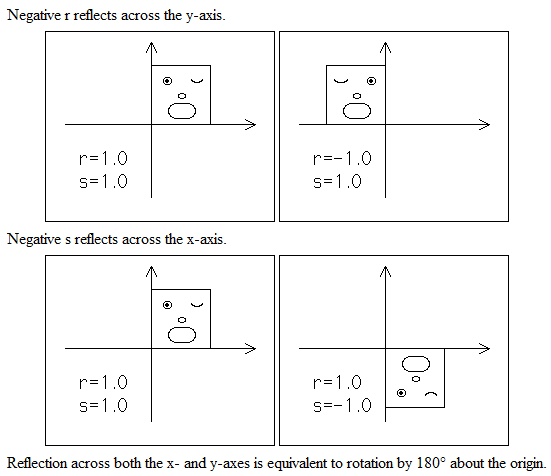 Negative r reflects across the y-axis.
r=1.0
s=1.0
r=-1.0
s=1.0
Negative s reflects across the x-axis.
r=1.0
s=1.0
r=1.0
s=-1.0
Reflection across both the x- and y-axes is equivalent to rotation by 180° about the origin.